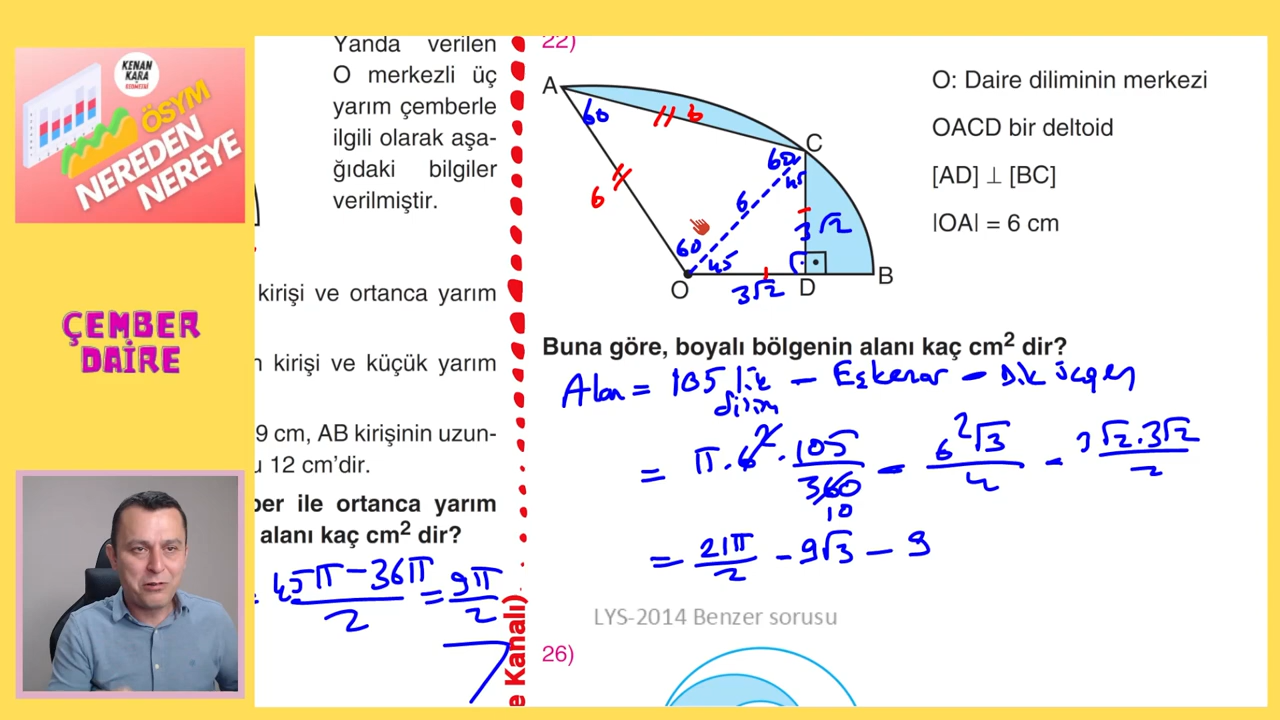 KENAN
KARA
GEOMETRİ
ÖSYM
NEREDEN
NEREYE
ÇEMBER
DAİRE
Yanda verilen
O merkezli üç
yarım çemberle
ilgili olarak aşa-
ğıdaki bilgiler
verilmiştir.
kirişi ve ortanca yarım
n kirişi ve küçük yarım
9 cm, AB kirişinin uzun-
u 12 cm'dir.
ber ile ortanca yarım
alanı kaç cm² dir?
45π - 36π / 2 = 9π / 2
e Kanalı)
22)
A
60
6
6
C
60
45
6
3√2
60
45
O
3√2
D
B
O: Daire diliminin merkezi
OACD bir deltoid
[AD] ⊥ [BC]
|OA| = 6 cm
Buna göre, boyalı bölgenin alanı kaç cm² dir?
Alan = 105 lik dilim - Eşkenar - Dik üçgen
= π.6² . 105/360 - 6²√3/4 - 3√2.3√2/2
10
= 21π/2 - 9√3 - 9
LYS-2014 Benzer sorusu
26)